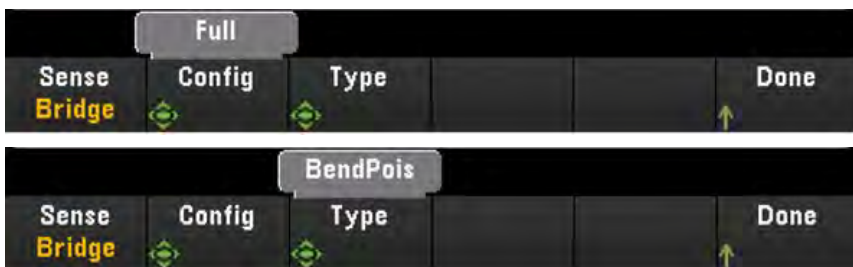 Full
Sense Config Type Done
Bridge
BendPois
Sense Config Type Done
Bridge